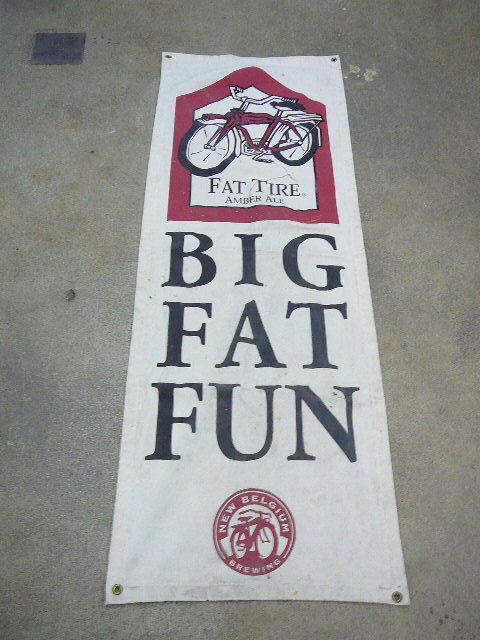 FAT TIRE
AMBER ALE
BIG
FAT
FUN
NEW BELGIUM
BREWING